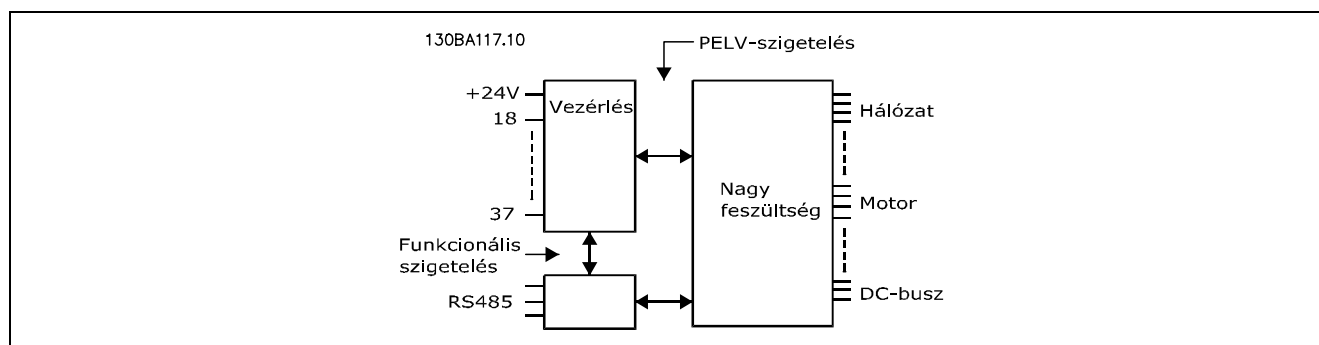 130BA117.10
PELV-szigetelés
+24V
Vezérlés
18
37
Hálózat
Nagy
feszültség
Motor
Funkcionális
szigetelés
RS485
DC-busz